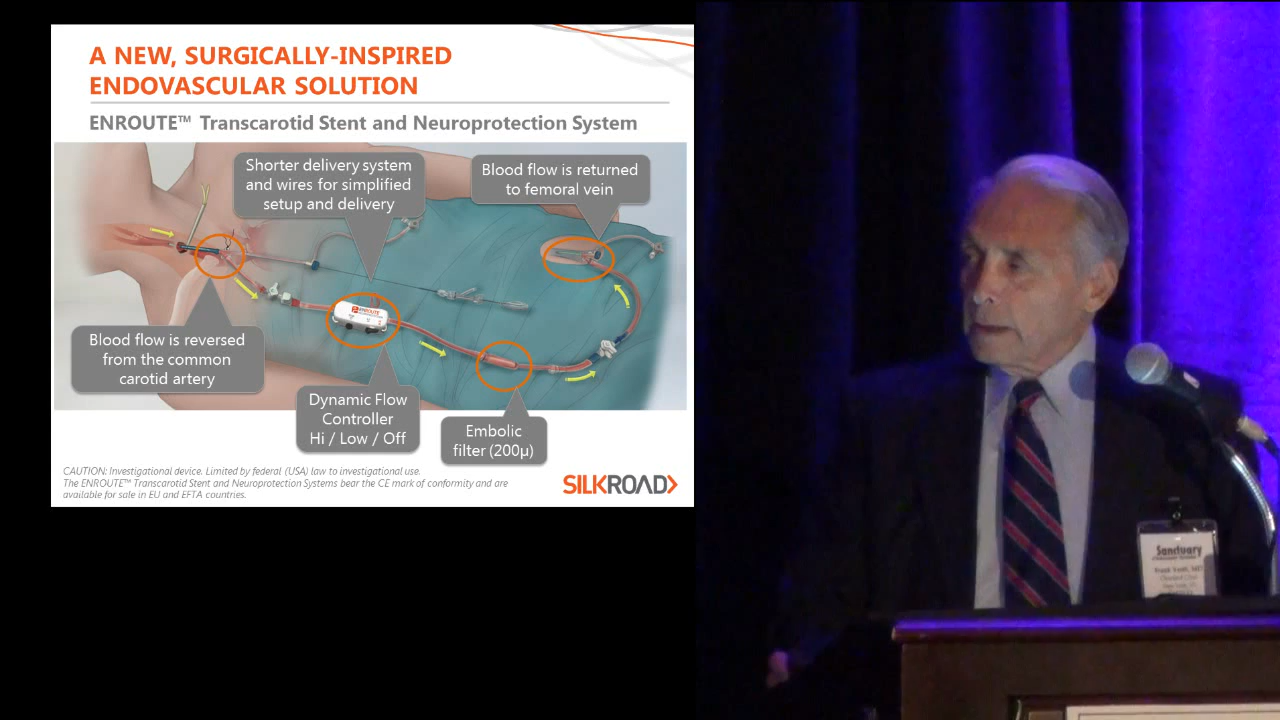 A NEW, SURGICALLY-INSPIRED
ENDOVASCULAR SOLUTION
ENROUTE™ Transcarotid Stent and Neuroprotection System
Shorter delivery system
and wires for simplified
setup and delivery
Blood flow is returned
to femoral vein
ENROUTE
Blood flow is reversed
from the common
carotid artery
Dynamic Flow
Controller
Hi / Low / Off
Embolic
filter (200µ)
CAUTION: Investigational device. Limited by federal (USA) law to investigational use.
The ENROUTE™ Transcarotid Stent and Neuroprotection Systems bear the CE mark of conformity and are
available for sale in EU and EFTA countries.
SILKROAD
Sanctuary